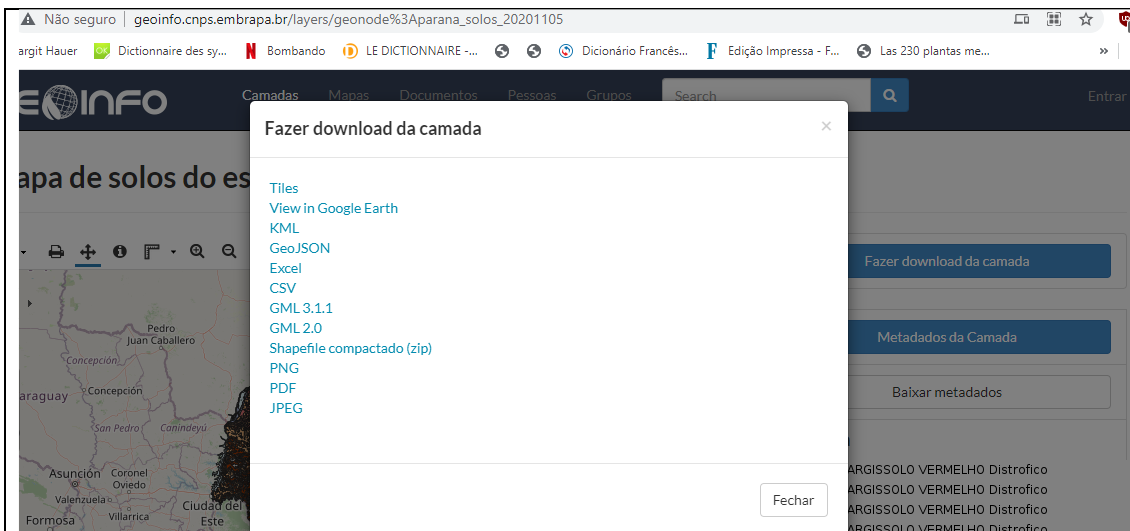 Não seguro | geoinfo.cnps.embrapa.br/layers/geonode%3Aparana_solos_20201105
argit Hauer Dictionnaire des sy... Bombando LE DICTIONNAIRE -... Dicionário Francês... Edição Impressa - F... Las 230 plantas me... »
EOINFO Camadas Mapas Documentos Pessoas Grupos Search Entrar
Fazer download da camada ×
apa de solos do es
Tiles
View in Google Earth
KML
GeoJSON
Excel
CSV
GML 3.1.1
GML 2.0
Shapefile compactado (zip)
PNG
PDF
JPEG
Fechar
Fazer download da camada
Metadados da Camada
Baixar metadados
ARGISSOLO VERMELHO Distrofico
ARGISSOLO VERMELHO Distrofico
ARGISSOLO VERMELHO Distrofico
Pedro
Juan Caballero
Concepción
araguay
Concepción
San Pedro
Canindeyú
Asunción
Coronel
Oviedo
Valenzuela
Villarrica
Formosa
Ciudad del
Este